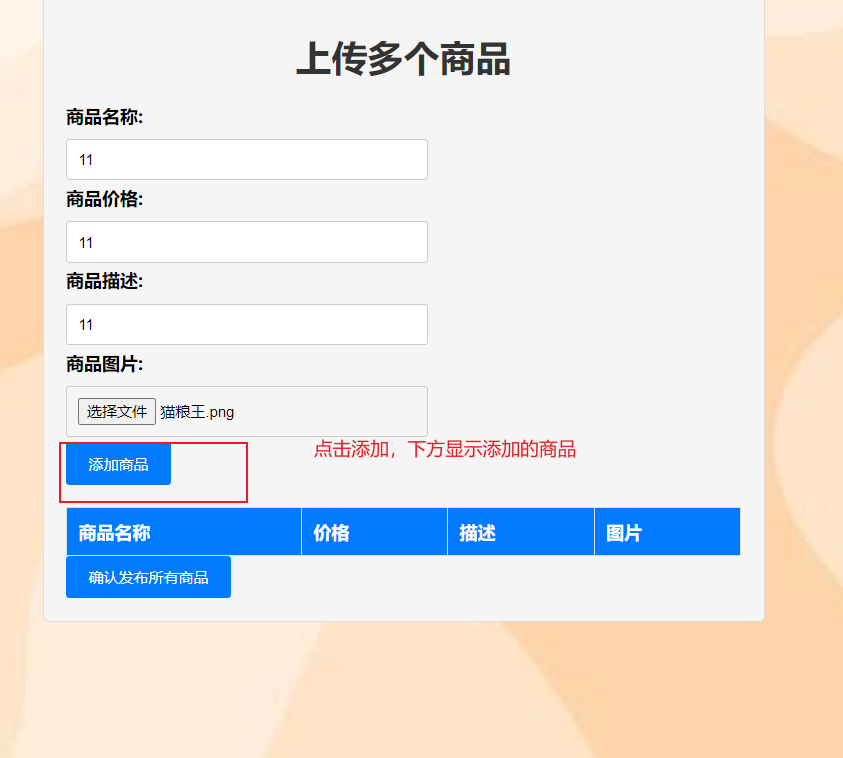 上传多个商品
商品名称:
11
商品价格:
11
商品描述:
11
商品图片:
选择文件 猫粮王.png
点击添加，下方显示添加的商品
添加商品
商品名称 价格 描述 图片
确认发布所有商品